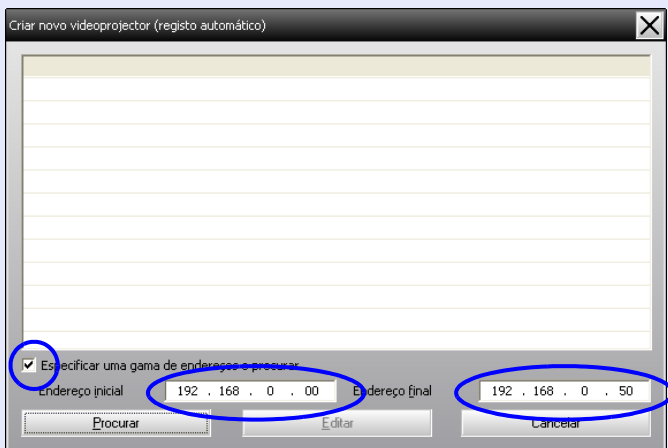 Criar novo videoprojector (registo automático)
Especificar uma gama de endereços e procurar
Endereço inicial 192 . 168 . 0 . 00 Endereço final 192 . 168 . 0 . 50
Procurar Editar Cancelar